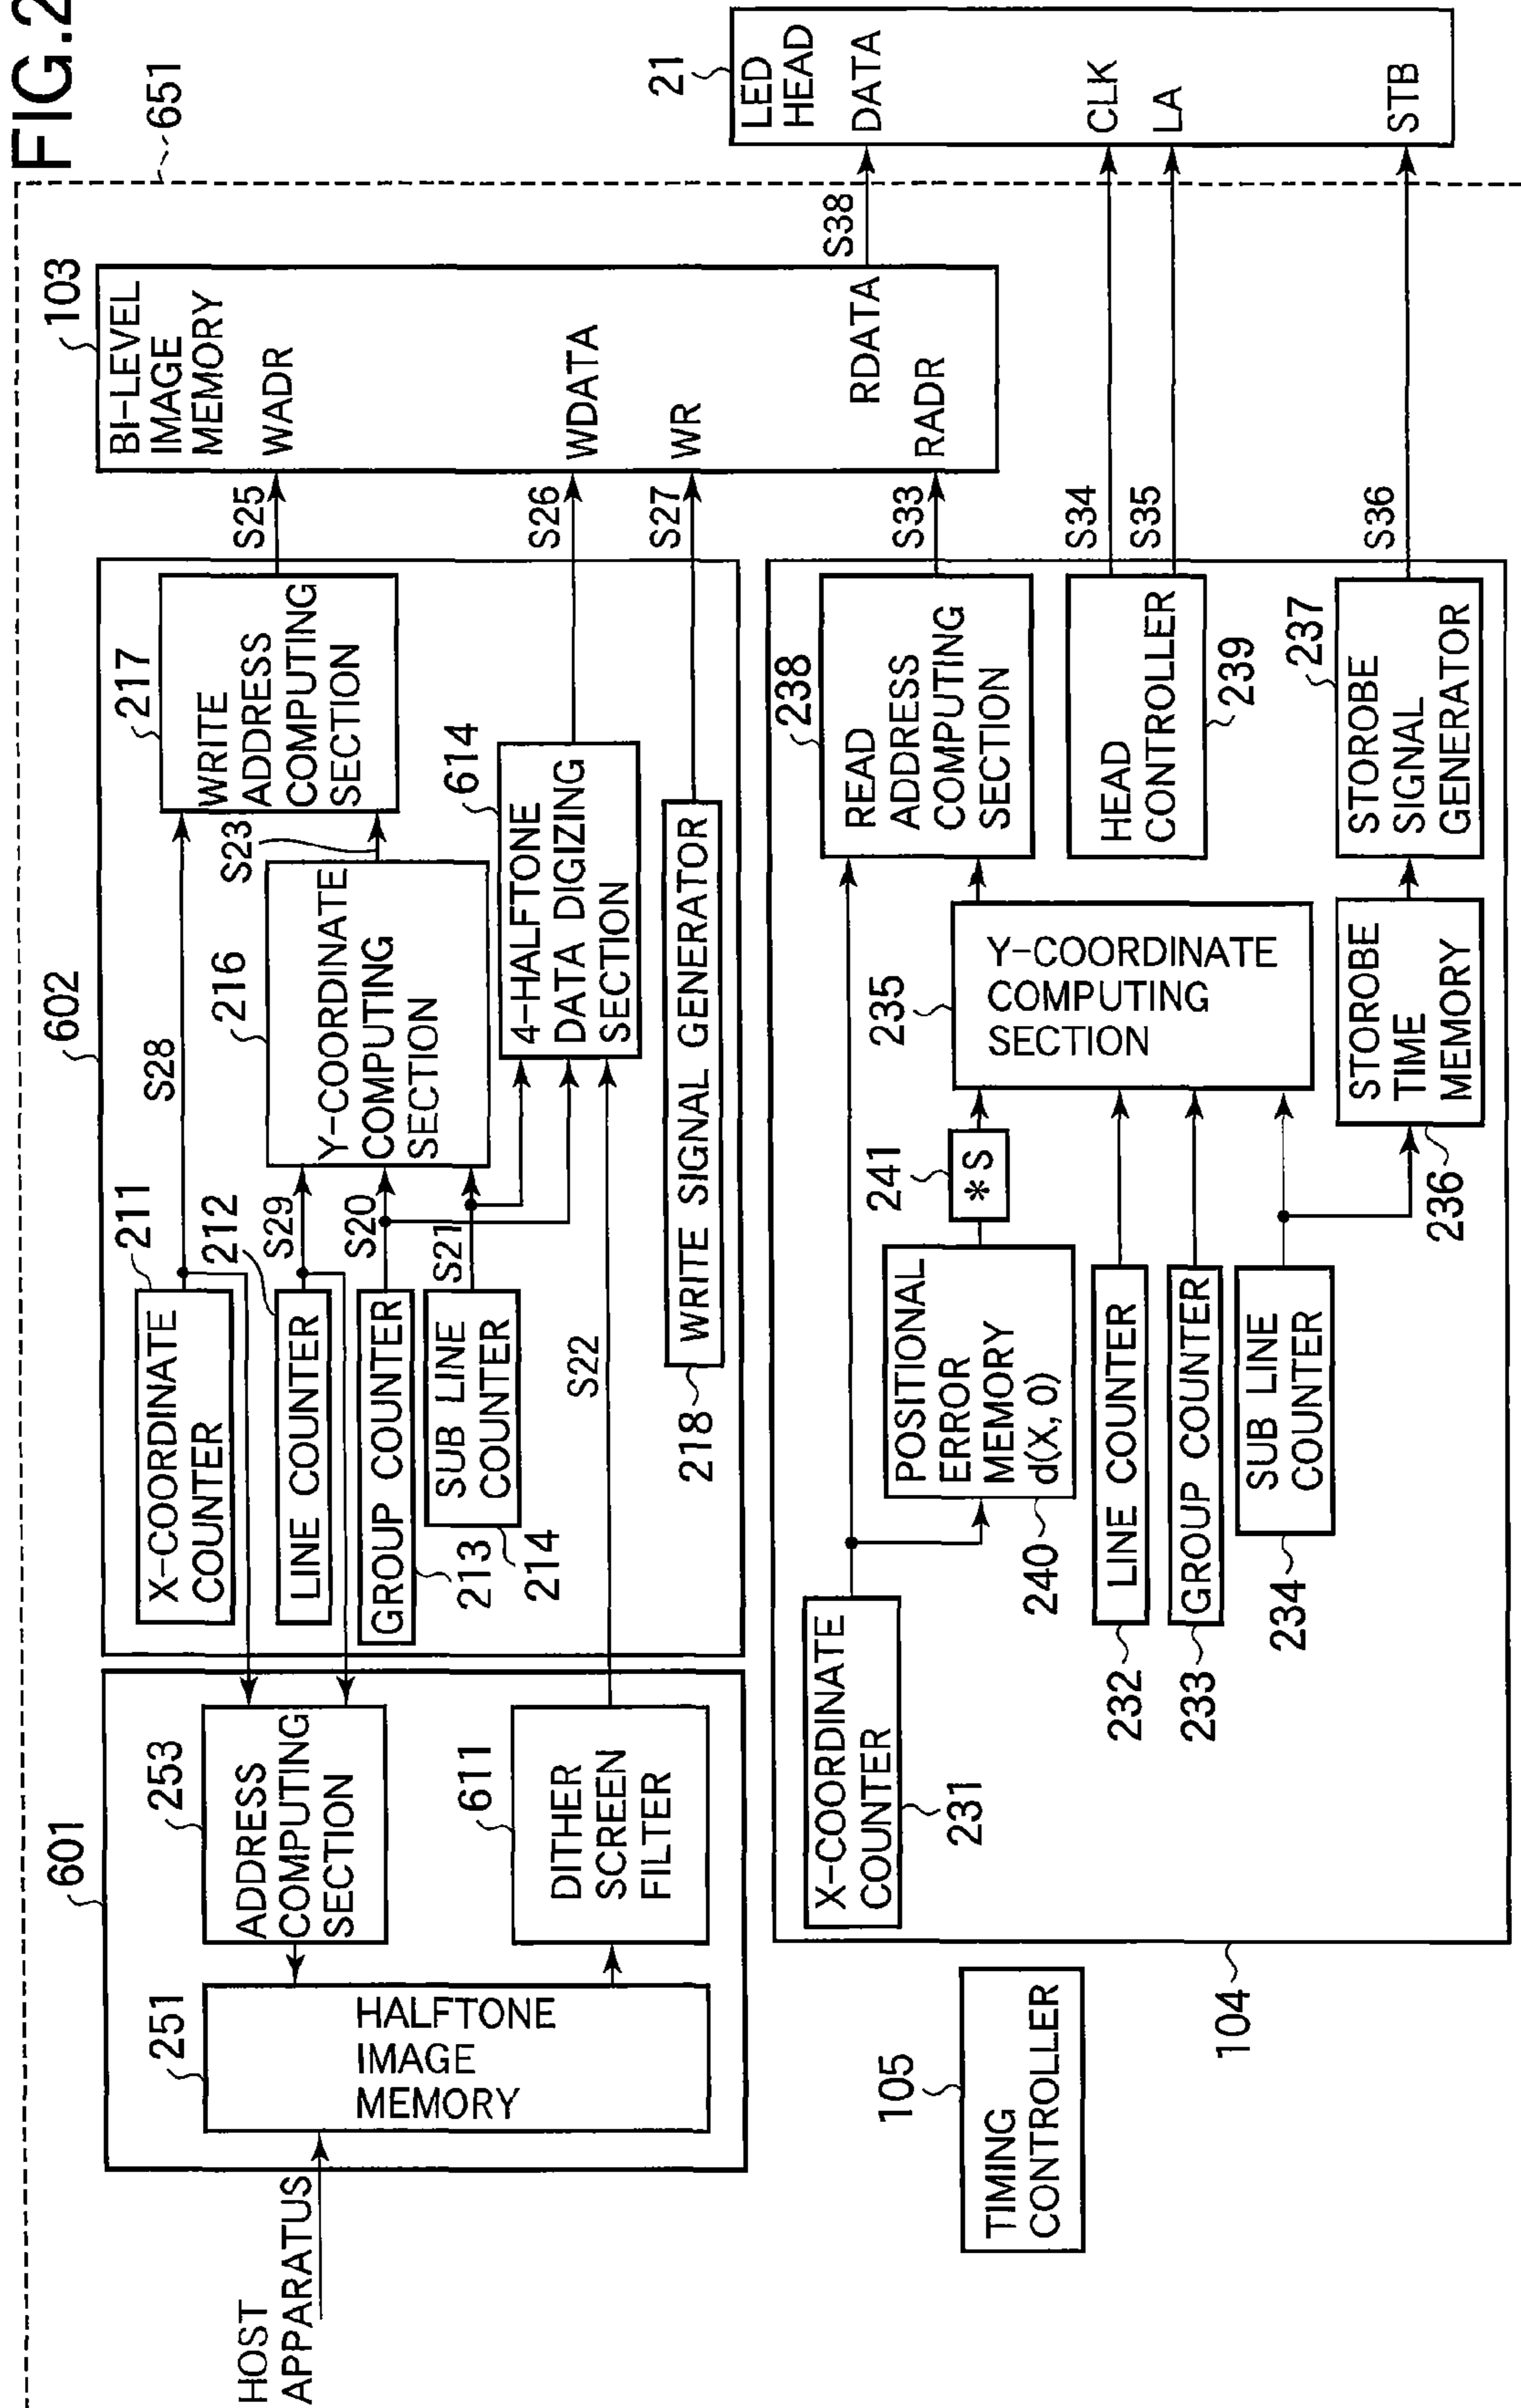 FIG.2
651
HOST
APPARATUS
601
251
HALFTONE
IMAGE
MEMORY
253
ADDRESS
COMPUTING
SECTION
611
DITHER
SCREEN
FILTER
602
211
X-COORDINATE
COUNTER
212
LINE COUNTER
GROUP COUNTER
213
SUB LINE
COUNTER
214
S28
S29
S20
S21
S22
216
Y-COORDINATE
COMPUTING
SECTION
S23
217
WRITE
ADDRESS
COMPUTING
SECTION
614
4-HALFTONE
DATA DIGIZING
SECTION
218
WRITE SIGNAL GENERATOR
S25
S26
S27
103
BI-LEVEL
IMAGE
MEMORY
WADR
WDATA
WR
RDATA
RADR
S38
21
LED
HEAD
DATA
CLK
LA
STB
105
TIMING
CONTROLLER
104
X-COORDINATE
COUNTER
231
POSITIONAL
ERROR
MEMORY
d(X, 0)
240
241
*S
LINE COUNTER
232
GROUP COUNTER
233
SUB LINE
COUNTER
234
235
Y-COORDINATE
COMPUTING
SECTION
STOROBE
TIME
MEMORY
236
238
READ
ADDRESS
COMPUTING
SECTION
HEAD
CONTROLLER
239
237
STOROBE
SIGNAL
GENERATOR
S33
S34
S35
S36